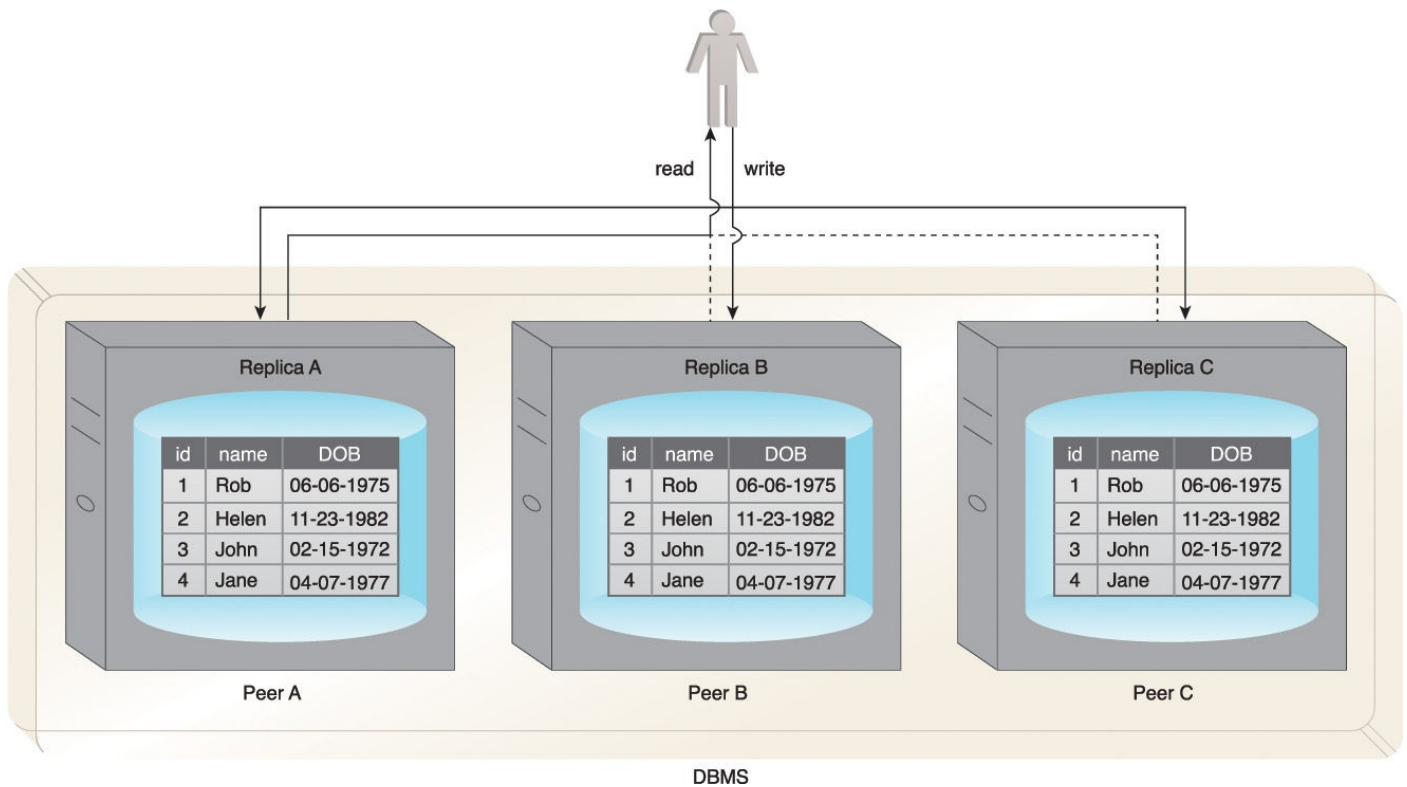 read write
Replica A Replica B Replica C
id name DOB id name DOB id name DOB
1 Rob 06-06-1975 1 Rob 06-06-1975 1 Rob 06-06-1975
2 Helen 11-23-1982 2 Helen 11-23-1982 2 Helen 11-23-1982
3 John 02-15-1972 3 John 02-15-1972 3 John 02-15-1972
4 Jane 04-07-1977 4 Jane 04-07-1977 4 Jane 04-07-1977
Peer A Peer B Peer C
DBMS